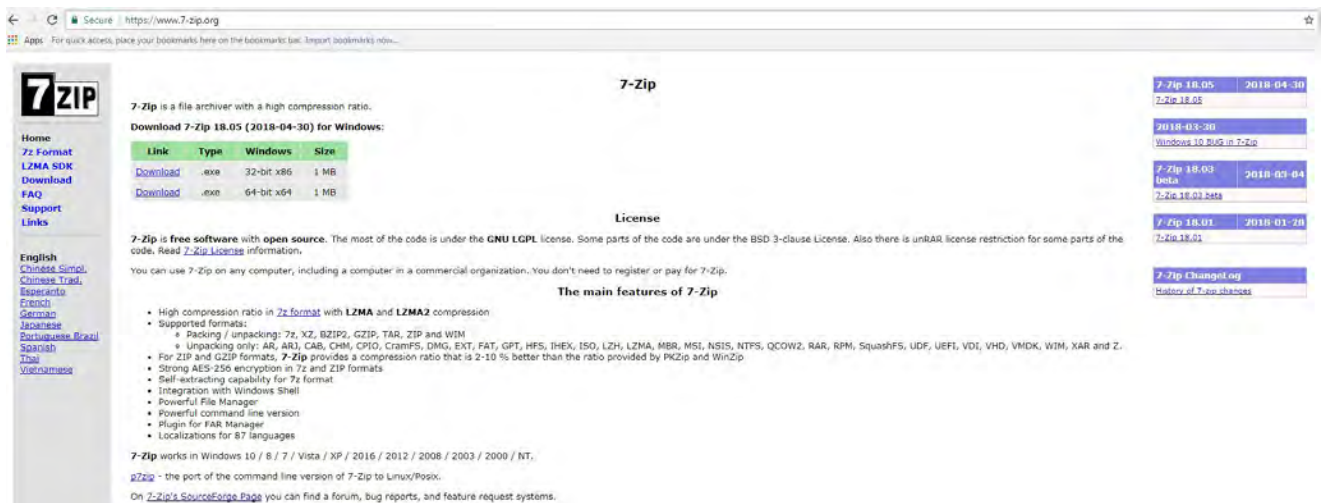 Secure https://www.7-zip.org
Apps For quick access, place your bookmarks here on the bookmarks bar. Import bookmarks now...
7ZIP
Home
7z Format
LZMA SDK
Download
FAQ
Support
Links
English
Chinese Simpl.
Chinese Trad.
Esperanto
French
German
Japanese
Portuguese Brazil
Spanish
Thai
Vietnamese
7-Zip
7-Zip is a file archiver with a high compression ratio.
Download 7-Zip 18.05 (2018-04-30) for Windows:
Link Type Windows Size
Download .exe 32-bit x86 1 MB
Download .exe 64-bit x64 1 MB
License
7-Zip is free software with open source. The most of the code is under the GNU LGPL license. Some parts of the code are under the BSD 3-clause License. Also there is unRAR license restriction for some parts of the
code. Read 7-Zip License information.
You can use 7-Zip on any computer, including a computer in a commercial organization. You don't need to register or pay for 7-Zip.
The main features of 7-Zip
• High compression ratio in 7z format with LZMA and LZMA2 compression
• Supported formats:
Packing / unpacking: 7z, XZ, BZIP2, GZIP, TAR, ZIP and WIM
Unpacking only: AR, ARJ, CAB, CHM, CPIO, CramFS, DMG, EXT, FAT, GPT, HFS, IHEX, ISO, LZH, LZMA, MBR, MSI, NSIS, NTFS, QCOW2, RAR, RPM, SquashFS, UDF, UEFI, VDI, VHD, VMDK, WIM, XAR and Z.
• For ZIP and GZIP formats, 7-Zip provides a compression ratio that is 2-10 % better than the ratio provided by PKZip and WinZip
• Strong AES-256 encryption in 7z and ZIP formats
• Self-extracting capability for 7z format
• Integration with Windows Shell
• Powerful File Manager
• Powerful command line version
• Plugin for FAR Manager
• Localizations for 87 languages
7-Zip works in Windows 10 / 8 / 7 / Vista / XP / 2016 / 2012 / 2008 / 2003 / 2000 / NT.
p7zip - the port of the command line version of 7-Zip to Linux/Posix.
On 7-Zip's SourceForge Page you can find a forum, bug reports, and feature request systems.
7-Zip 18.05 2018-04-30
7-Zip 18.05
2018-03-30
Windows 10 BUG in 7-Zip
7-Zip 18.03 beta 2018-03-04
7-Zip 18.03 beta
7-Zip 18.01 2018-01-28
7-Zip 18.01
7-Zip ChangeLog
History of 7-zip changes